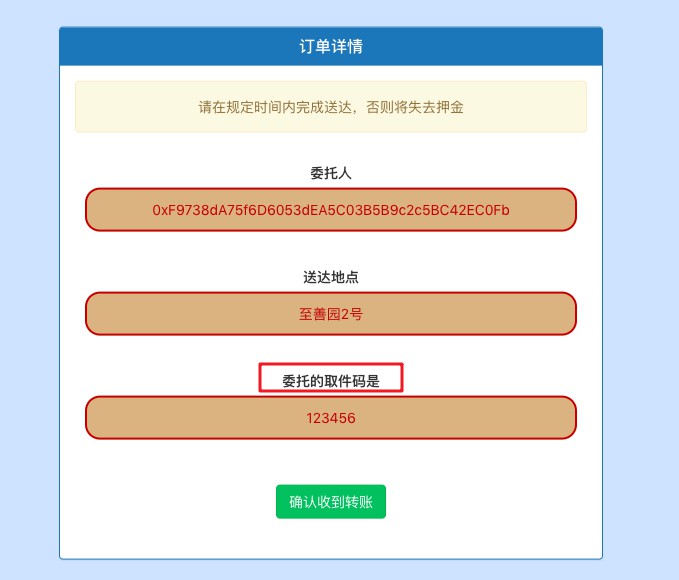 订单详情
请在规定时间内完成送达，否则将失去押金
委托人
0xF9738dA75f6D6053dEA5C03B5B9c2c5BC42EC0Fb
送达地点
至善园2号
委托的取件码是
123456
确认收到转账